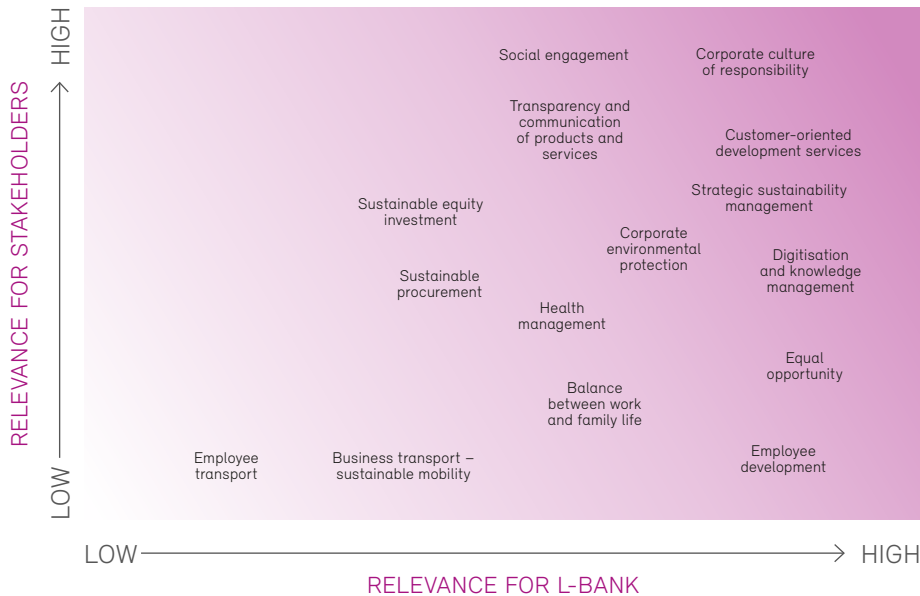 HIGH
RELEVANCE FOR STAKEHOLDERS
LOW
Social engagement
Corporate culture
of responsibility
Transparency and
communication
of products and
services
Customer-oriented
development services
Strategic sustainability
management
Sustainable equity
investment
Corporate
environmental
protection
Digitisation
and knowledge
management
Sustainable
procurement
Health
management
Equal
opportunity
Balance
between work
and family life
Employee
transport
Business transport –
sustainable mobility
Employee
development
LOW
HIGH
RELEVANCE FOR L-BANK